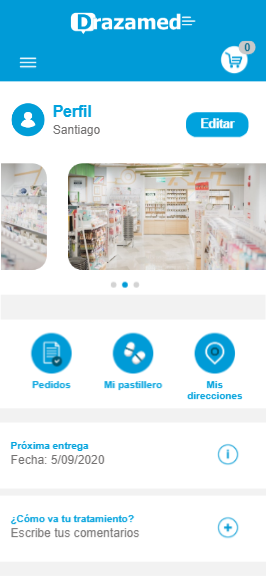 Drazamed
0
Perfil
Santiago
Editar
Pedidos
Mi pastillero
Mis
direcciones
Próxima entrega
Fecha: 5/09/2020
i
¿Cómo va tu tratamiento?
Escribe tus comentarios
+